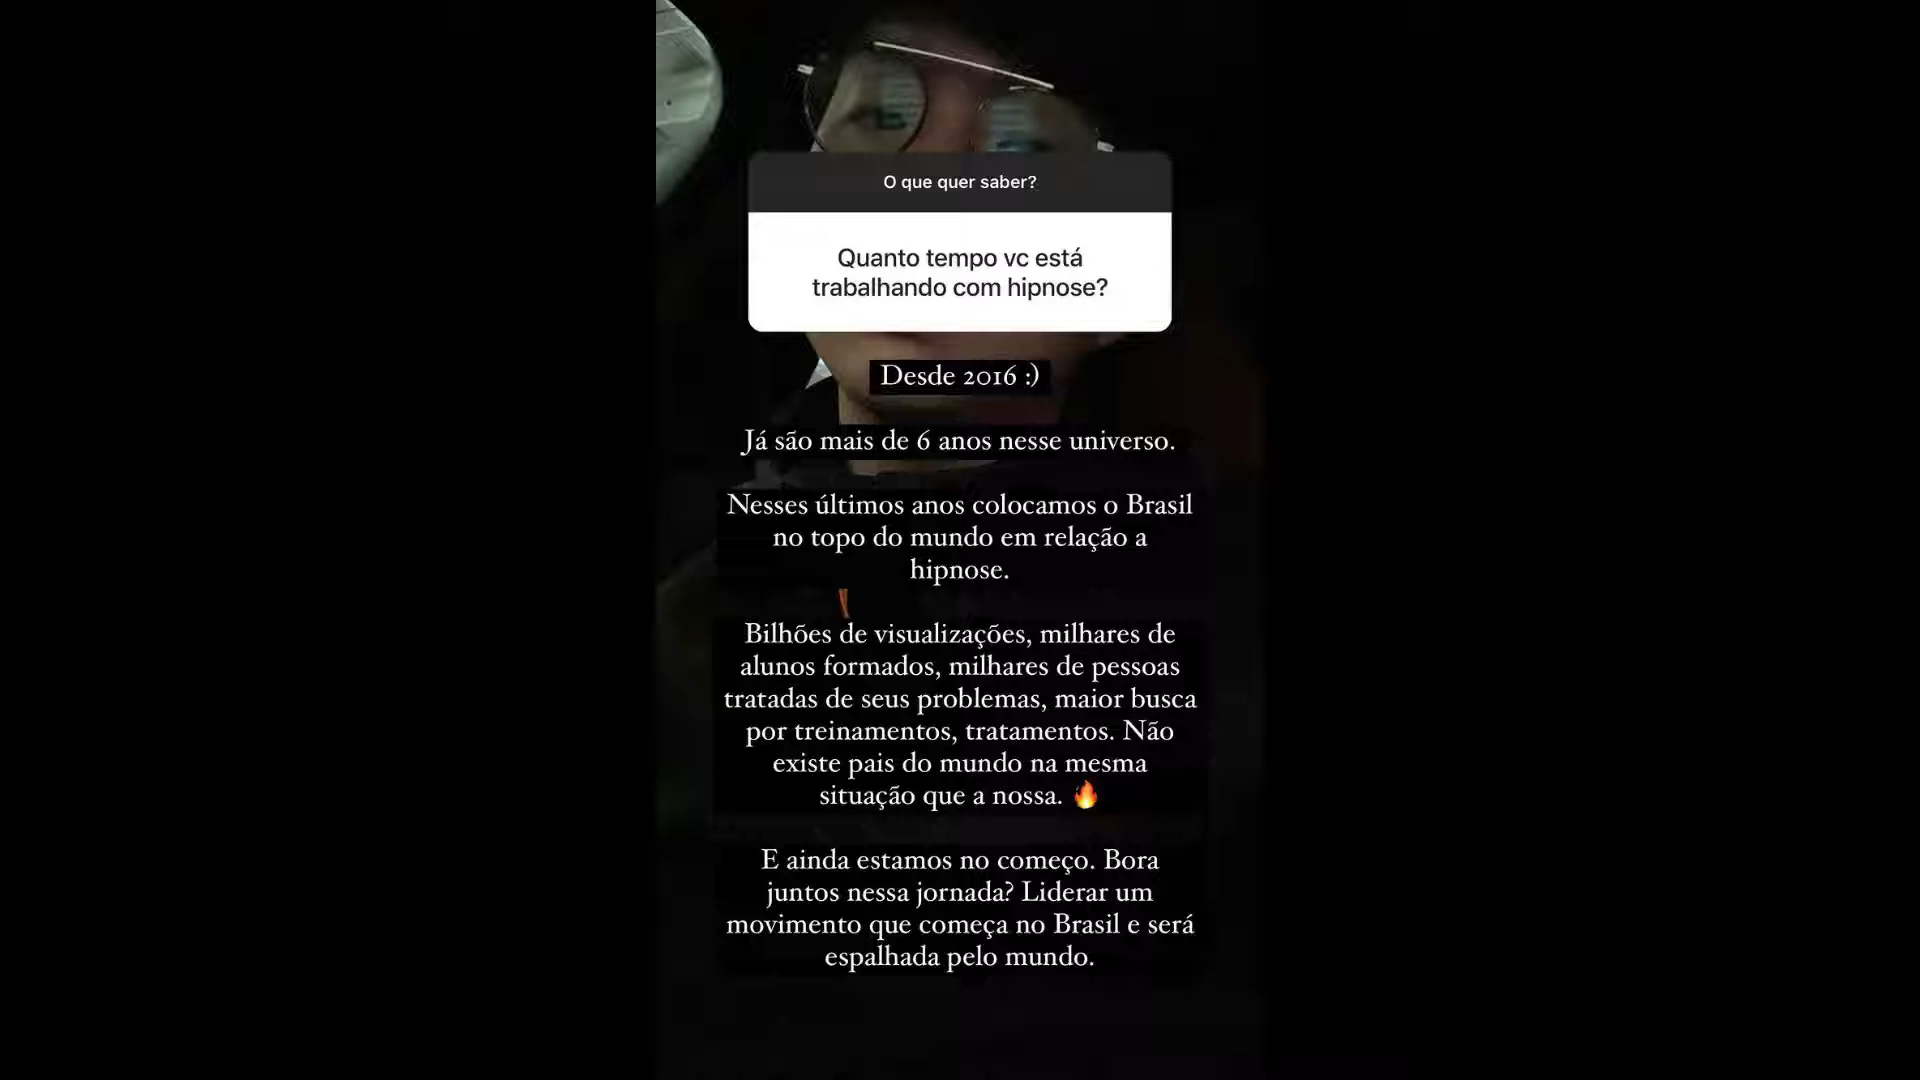 O que quer saber?
Quanto tempo vc está
trabalhando com hipnose?
Desde 2016 :)
Já são mais de 6 anos nesse universo.
Nesses últimos anos colocamos o Brasil
no topo do mundo em relação a
hipnose.
Bilhões de visualizações, milhares de
alunos formados, milhares de pessoas
tratadas de seus problemas, maior busca
por treinamentos, tratamentos. Não
existe pais do mundo na mesma
situação que a nossa. 🔥
E ainda estamos no começo. Bora
juntos nessa jornada? Liderar um
movimento que começa no Brasil e será
espalhada pelo mundo.